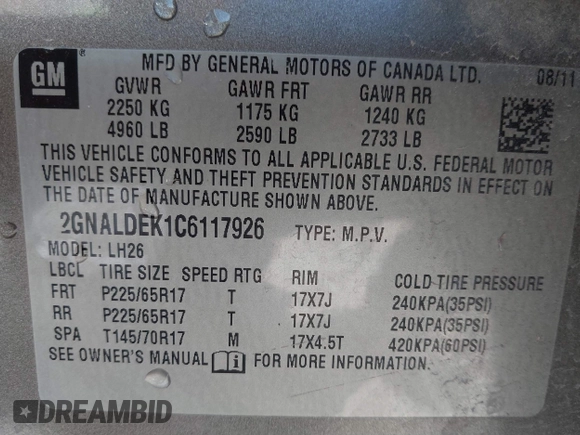 GM
MFD BY GENERAL MOTORS OF CANADA LTD. 08/11
GVWR GAWR FRT GAWR RR
2250 KG 1175 KG 1240 KG
4960 LB 2590 LB 2733 LB
THIS VEHICLE CONFORMS TO ALL APPLICABLE U.S. FEDERAL MOTOR
VEHICLE SAFETY AND THEFT PREVENTION STANDARDS IN EFFECT ON
THE DATE OF MANUFACTURE SHOWN ABOVE.
2GNALDEK1C6117926 TYPE: M.P.V.
MODEL: LH26
LBCL TIRE SIZE SPEED RTG RIM COLD TIRE PRESSURE
FRT P225/65R17 T 17X7J 240KPA(35PSI)
RR P225/65R17 T 17X7J 240KPA(35PSI)
SPA T145/70R17 M 17X4.5T 420KPA(60PSI)
SEE OWNER'S MANUAL FOR MORE INFORMATION.
DREAMBID